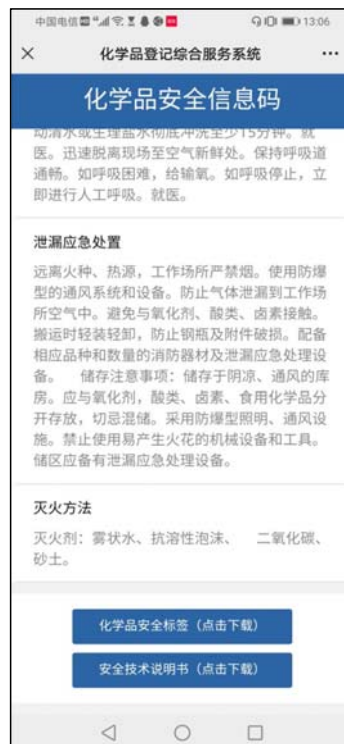 中国电信
13:06
化学品登记综合服务系统
化学品安全信息码
动清水或生理盐水彻底冲洗至少15分钟。就
医。迅速脱离现场至空气新鲜处。保持呼吸道
通畅。如呼吸困难，给输氧。如呼吸停止，立
即进行人工呼吸。就医。
泄漏应急处置
远离火种、热源，工作场所严禁烟。使用防爆
型的通风系统和设备。防止气体泄漏到工作场
所空气中。避免与氧化剂、酸类、卤素接触。
搬运时轻装轻卸，防止钢瓶及附件破损。配备
相应品种和数量的消防器材及泄漏应急处理设
备。 储存注意事项：储存于阴凉、通风的库
房。应与氧化剂，酸类、卤素、食用化学品分
开存放，切忌混储。采用防爆型照明、通风设
施。禁止使用易产生火花的机械设备和工具。
储区应备有泄漏应急处理设备。
灭火方法
灭火剂：雾状水、抗溶性泡沫、 二氧化碳、
砂土。
化学品安全标签（点击下载）
安全技术说明书（点击下载）